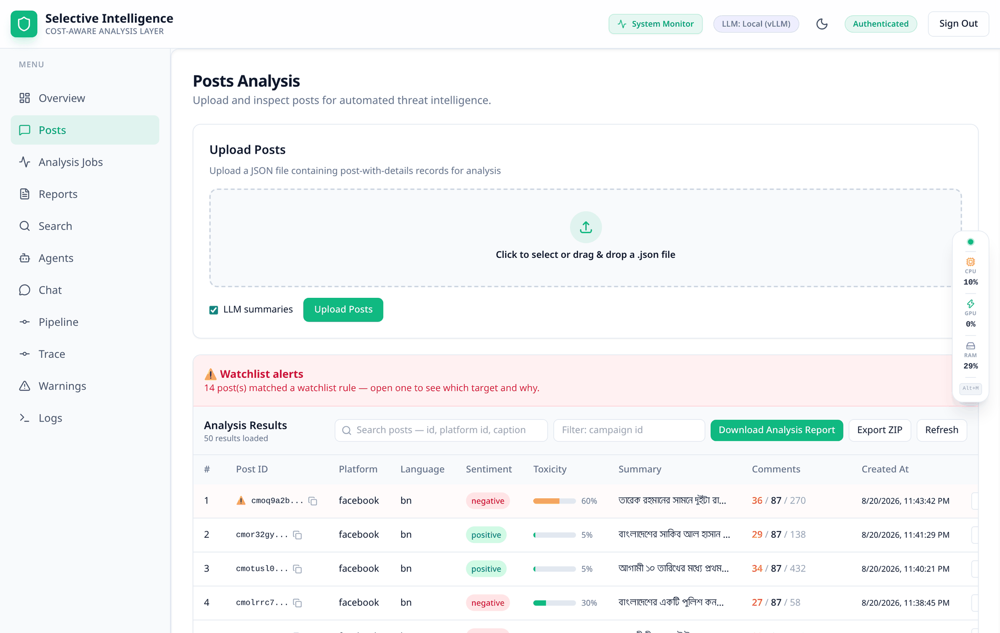 Selective Intelligence
COST-AWARE ANALYSIS LAYER
System Monitor
LLM: Local (vLLM)
Authenticated
Sign Out
MENU
Overview
Posts
Analysis Jobs
Reports
Search
Agents
Chat
Pipeline
Trace
Warnings
Logs
Posts Analysis
Upload and inspect posts for automated threat intelligence.
Upload Posts
Upload a JSON file containing post-with-details records for analysis
Click to select or drag & drop a .json file
LLM summaries
Upload Posts
CPU
10%
GPU
0%
RAM
29%
Alt+M
Watchlist alerts
14 post(s) matched a watchlist rule — open one to see which target and why.
Analysis Results
50 results loaded
Search posts — id, platform id, caption
Filter: campaign id
Download Analysis Report
Export ZIP
Refresh
# Post ID Platform Language Sentiment Toxicity Summary Comments Created At
1 cmoq9a2b... facebook bn negative 60% তারেক রহমানের সামনে দুইটা রা... 36 / 87 / 270 8/20/2026, 11:43:42 PM
2 cmor32gy... facebook bn positive 5% বাংলাদেশের সাকিব আল হাসান ... 29 / 87 / 138 8/20/2026, 11:41:29 PM
3 cmotusl0... facebook bn positive 5% আগামী ১০ তারিখের মধ্যে প্রথম... 34 / 87 / 432 8/20/2026, 11:40:21 PM
4 cmolrrc7... facebook bn negative 30% বাংলাদেশের একটি পুলিশ কন... 27 / 87 / 58 8/20/2026, 11:38:45 PM